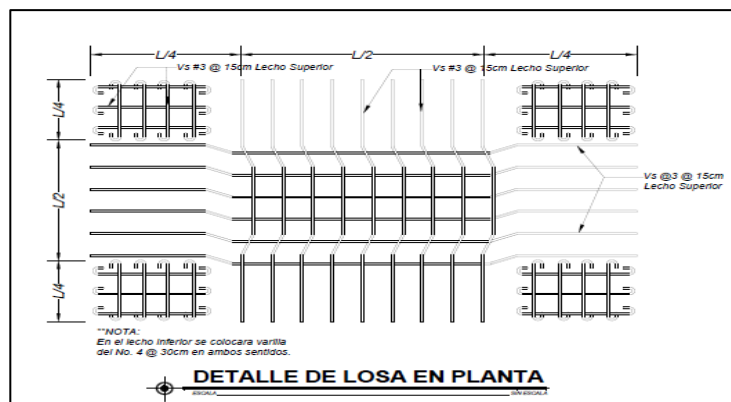 L/4
L/2
L/4
Vs #3 @ 15cm Lecho Superior
Vs #3 @ 15cm Lecho Superior
L/4
L/2
L/4
Vs @3 @ 15cm
Lecho Superior
**NOTA:
En el lecho inferior se colocara varilla
del No. 4 @ 30cm en ambos sentidos.
DETALLE DE LOSA EN PLANTA
ESCALA
SIN ESCALA